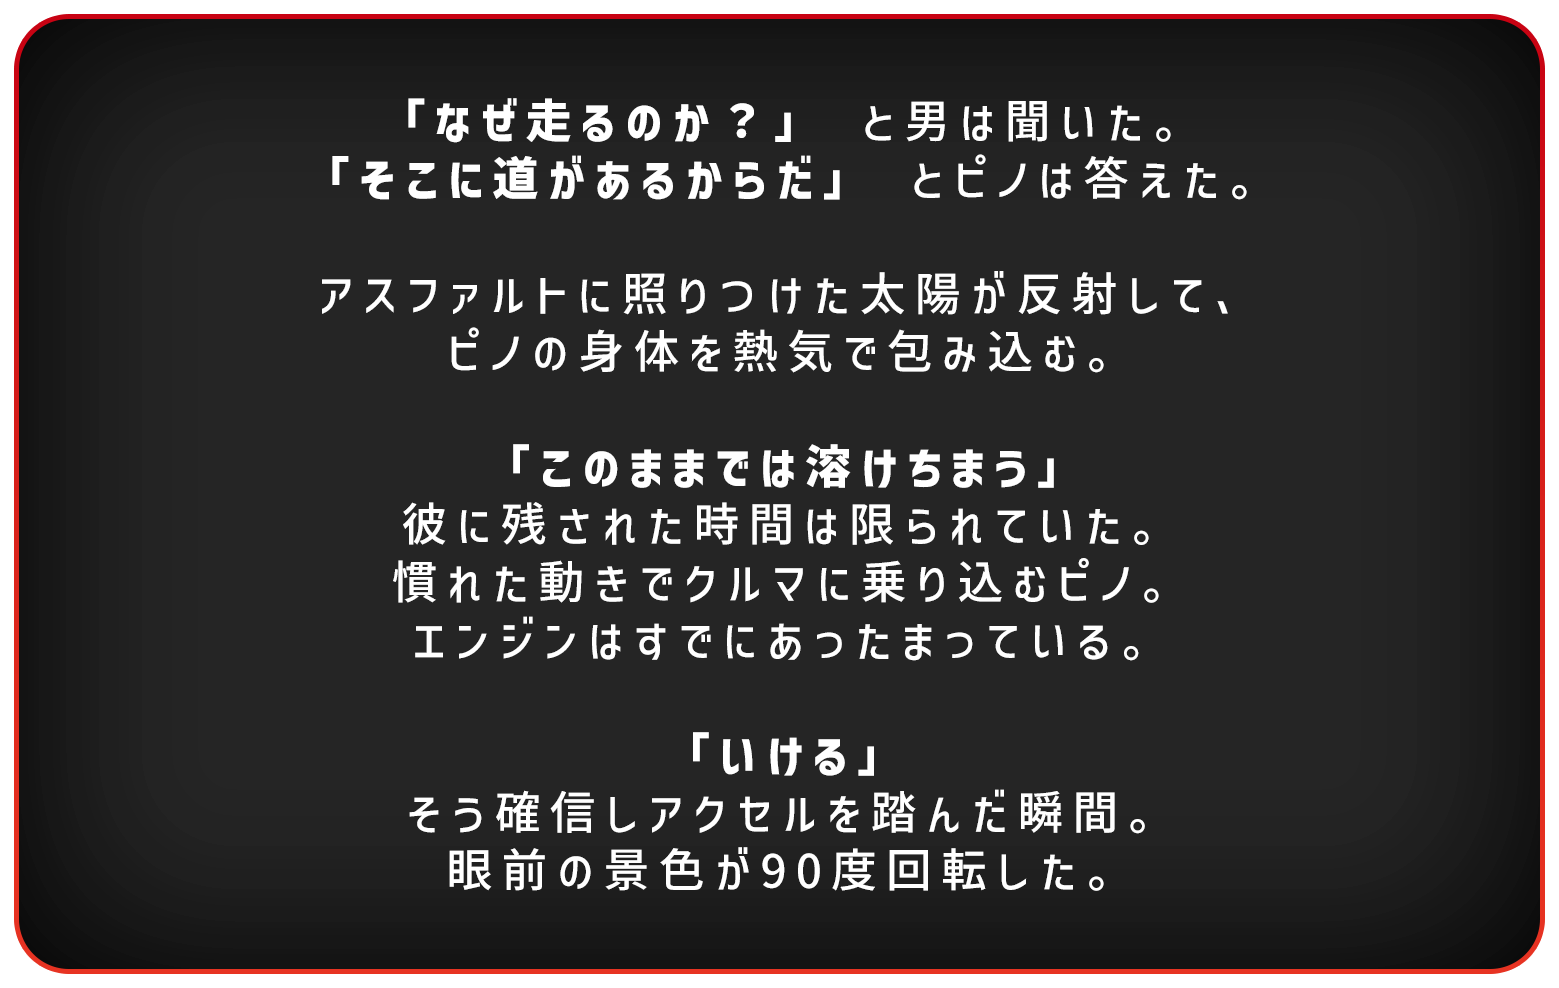 「なぜ走るのか？」　と男は聞いた。
「そこに道があるからだ」　とピノは答えた。
アスファルトに照りつけた太陽が反射して、
ピノの身体を熱気で包み込む。
「このままでは溶けちまう」
彼に残された時間は限られていた。
慣れた動きでクルマに乗り込むピノ。
エンジンはすでにあったまっている。
「いける」
そう確信しアクセルを踏んだ瞬間。
眼前の景色が90度回転した。